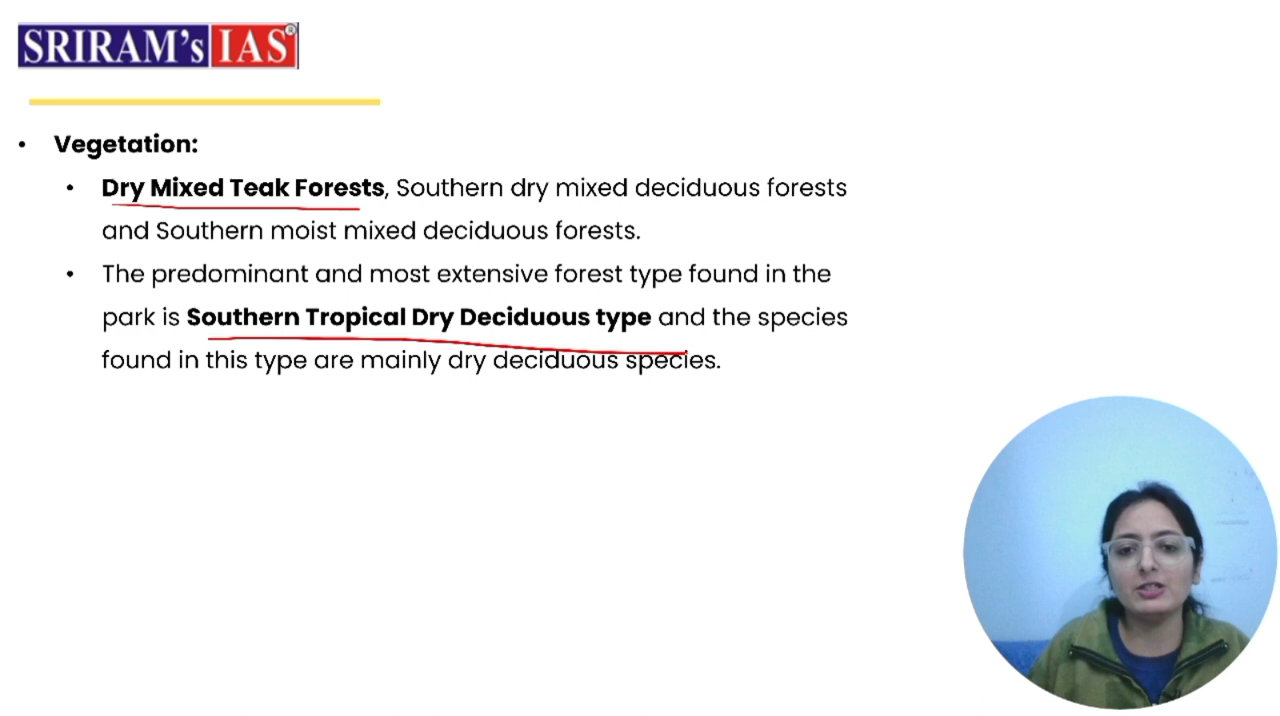 SRIRAM's IAS ®
• Vegetation:
• Dry Mixed Teak Forests, Southern dry mixed deciduous forests
and Southern moist mixed deciduous forests.
• The predominant and most extensive forest type found in the
park is Southern Tropical Dry Deciduous type and the species
found in this type are mainly dry deciduous species.